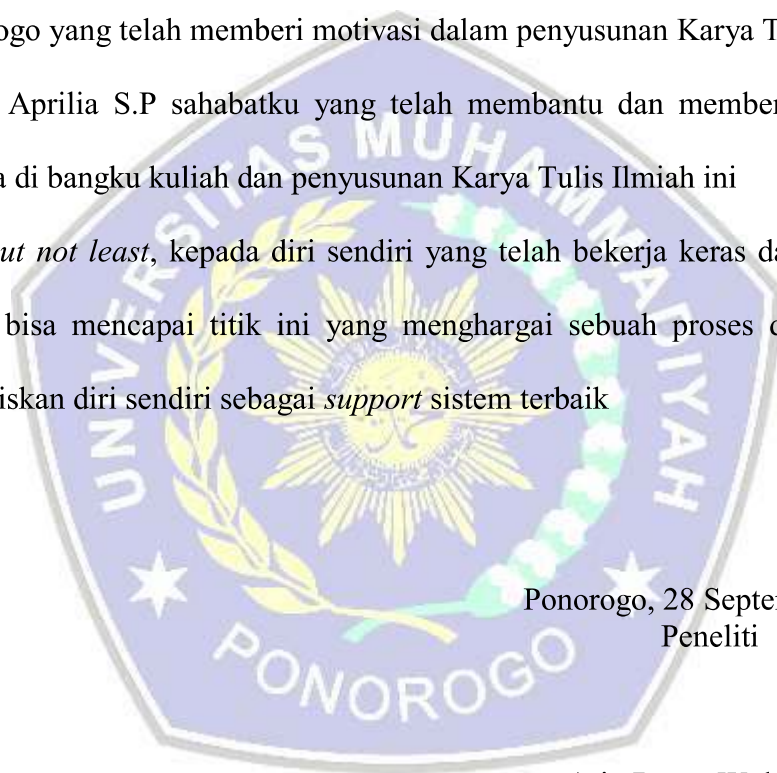 ogo yang telah memberi motivasi dalam penyusunan Karya T
Aprilia S.P sahabatku yang telah membantu dan member
a di bangku kuliah dan penyusunan Karya Tulis Ilmiah ini
ut not least, kepada diri sendiri yang telah bekerja keras da
bisa mencapai titik ini yang menghargai sebuah proses d
iskan diri sendiri sebagai support sistem terbaik
Ponorogo, 28 Septe
Peneliti
UNIVERSITAS MUHAMMADIYAH
PONOROGO